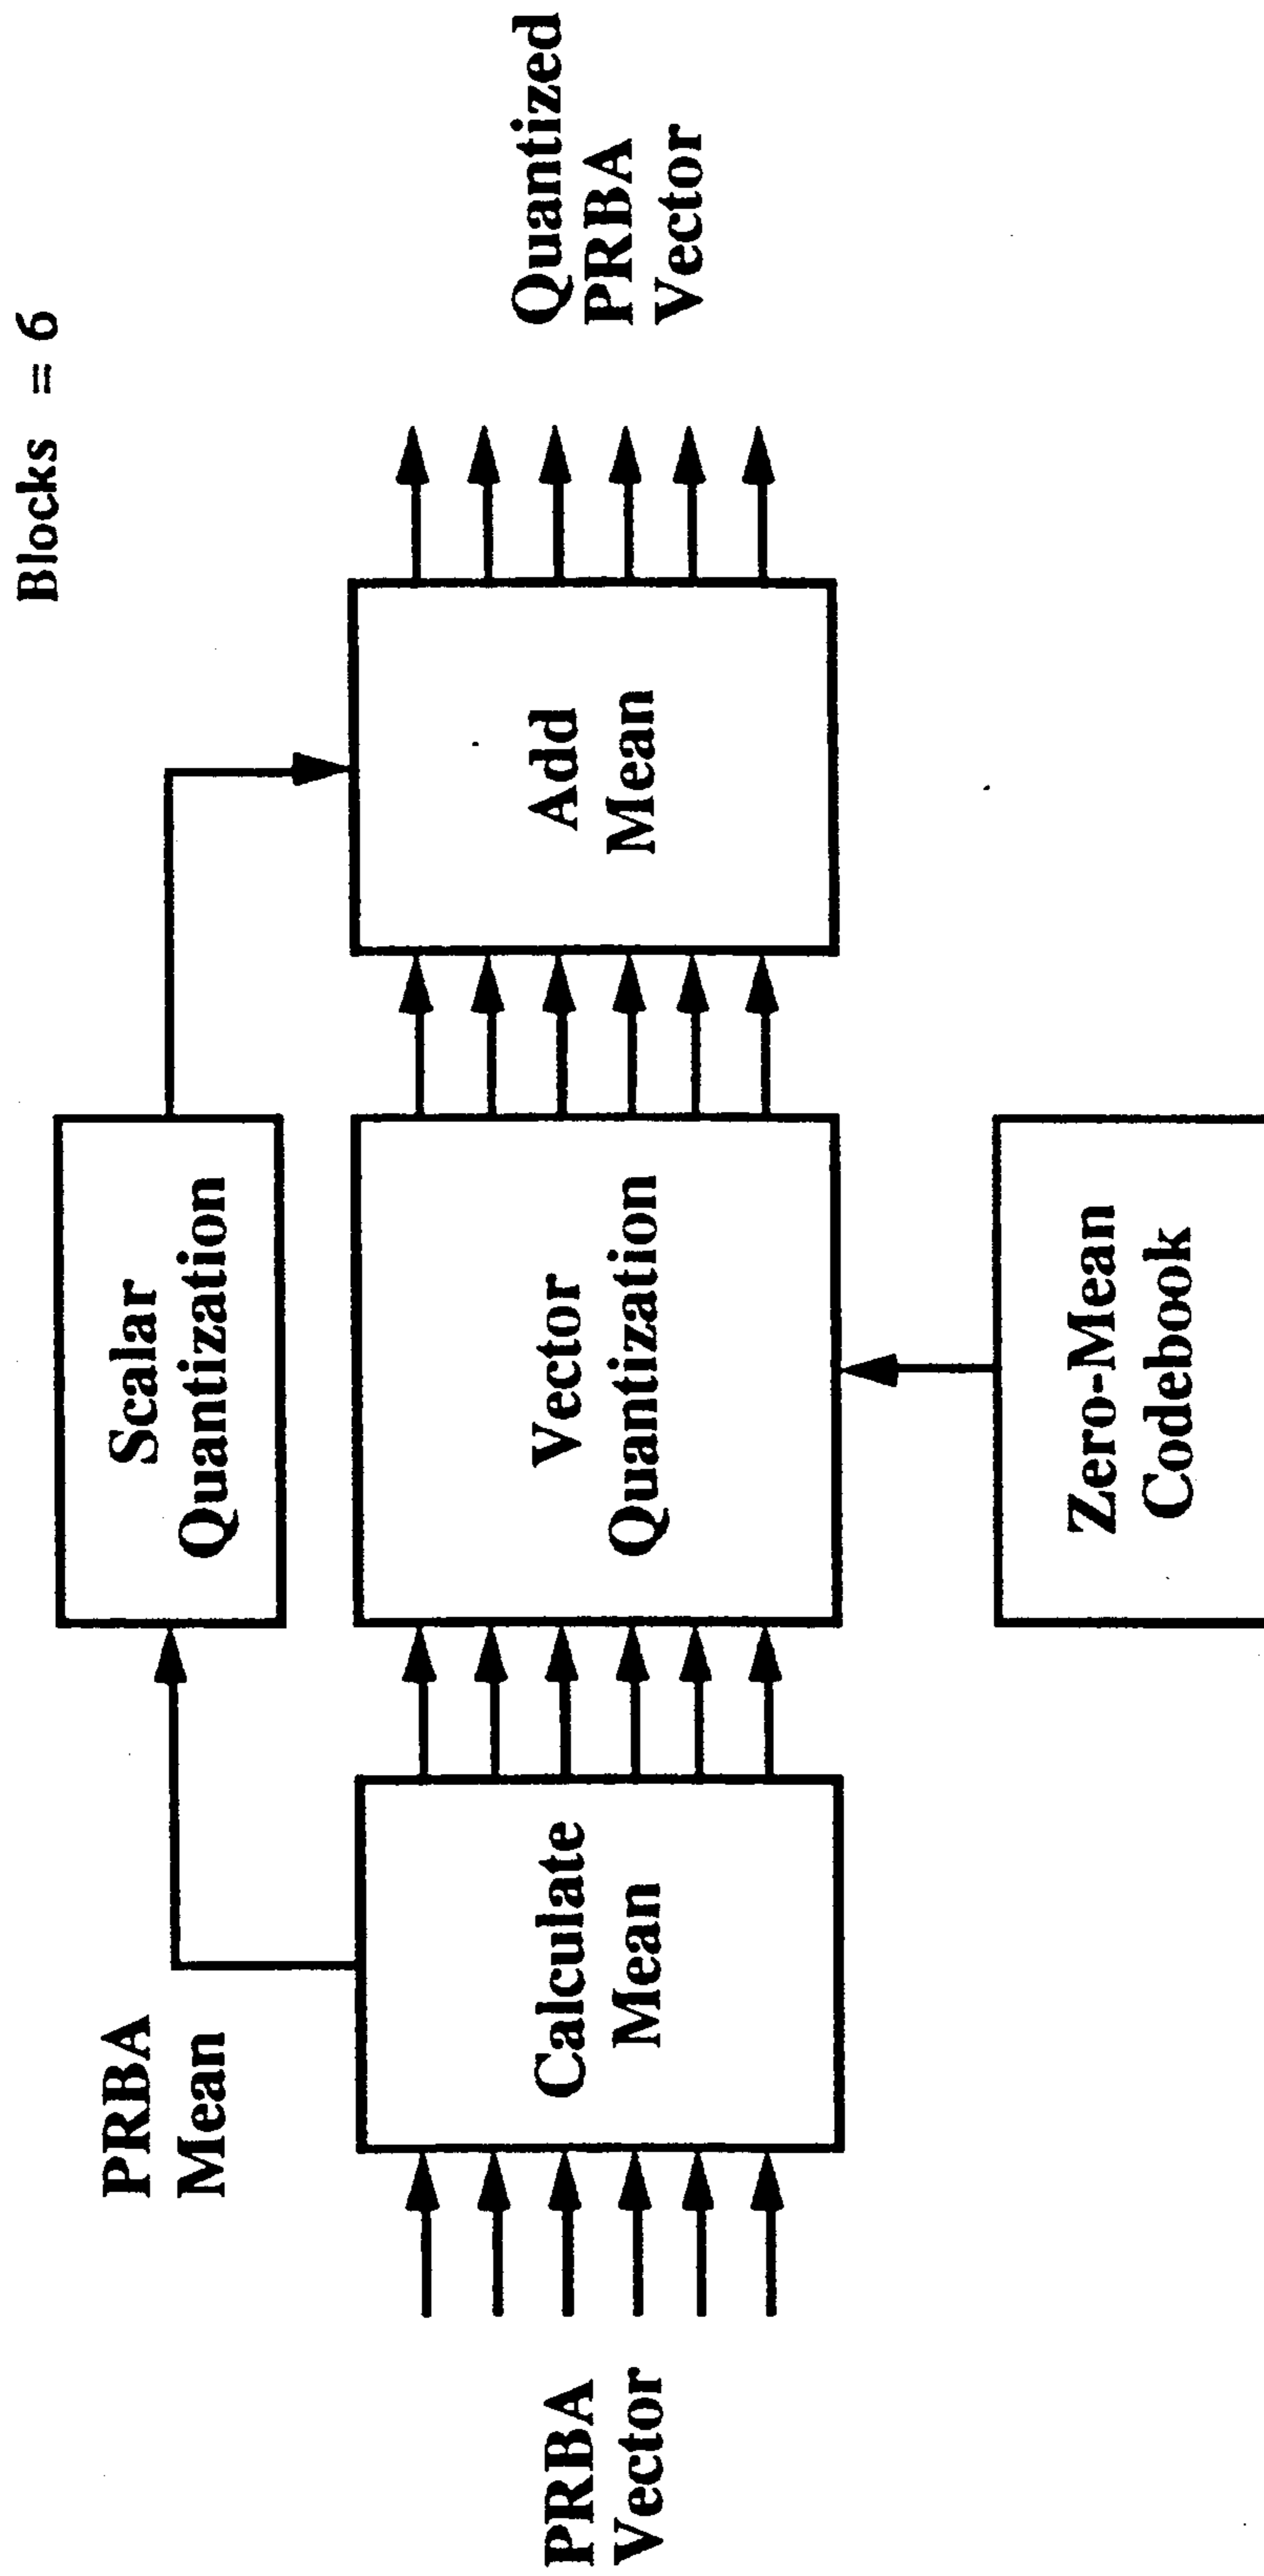 Blocks = 6
PRBA
Mean
Scalar
Quantization
PRBA
Vector
Calculate
Mean
Vector
Quantization
Add
Mean
Quantized
PRBA
Vector
Zero-Mean
Codebook